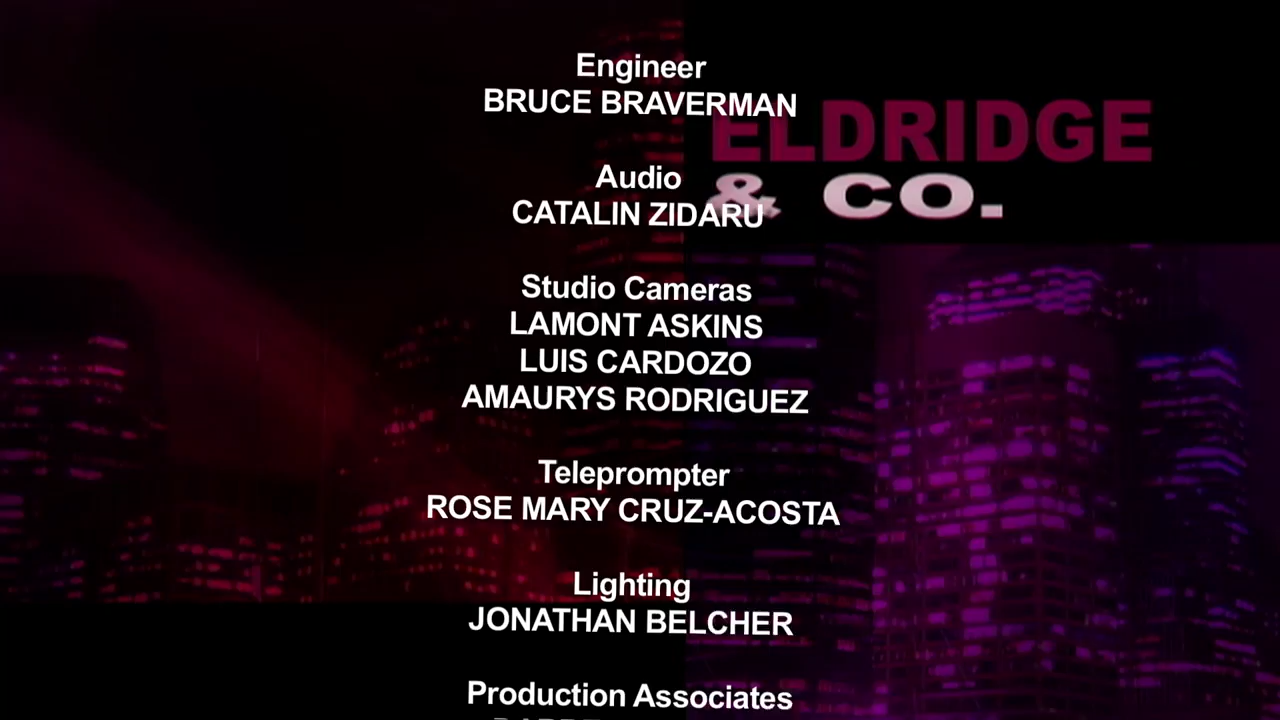 Engineer
BRUCE BRAVERMAN
ELDRIDGE
& CO.
Audio
CATALIN ZIDARU
Studio Cameras
LAMONT ASKINS
LUIS CARDOZO
AMAURYS RODRIGUEZ
Teleprompter
ROSE MARY CRUZ-ACOSTA
Lighting
JONATHAN BELCHER
Production Associates